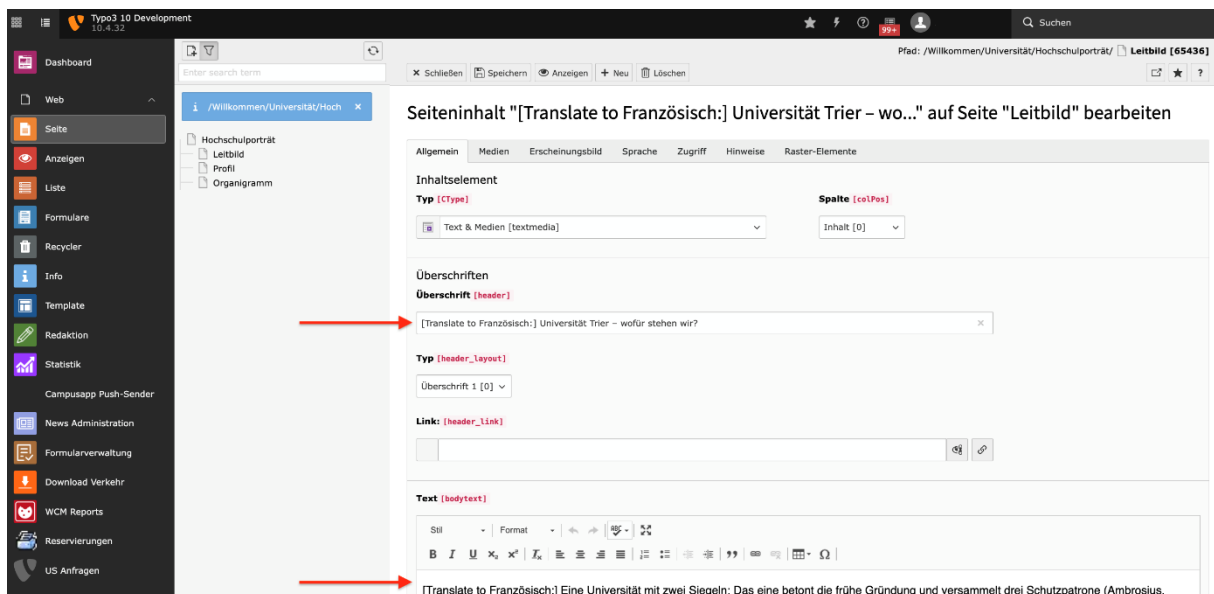 Typo3 10 Development
10.4.32
99+
Suchen
Dashboard
Web
Seite
Anzeigen
Liste
Formulare
Recycler
Info
Template
Redaktion
Statistik
Campusapp Push-Sender
News Administration
Formularverwaltung
Download Verkehr
WCM Reports
Reservierungen
US Anfragen
Enter search term
/Willkommen/Universität/Hoch
Hochschulporträt
Leitbild
Profil
Organigramm
Pfad: /Willkommen/Universität/Hochschulporträt/ Leitbild [65436]
Schließen Speichern Anzeigen Neu Löschen
Seiteninhalt "[Translate to Französisch:] Universität Trier – wo..." auf Seite "Leitbild" bearbeiten
Allgemein Medien Erscheinungsbild Sprache Zugriff Hinweise Raster-Elemente
Inhaltselement
Typ [CType] Spalte [colPos]
Text & Medien [textmedia] Inhalt [0]
Überschriften
Überschrift [header]
[Translate to Französisch:] Universität Trier – wofür stehen wir?
Typ [header_layout]
Überschrift 1 [0]
Link: [header_link]
Text [bodytext]
Stil Format
[Translate to Französisch:] Eine Universität mit zwei Siegeln: Das eine betont die frühe Gründung und versammelt drei Schutzpatrone (Ambrosius,